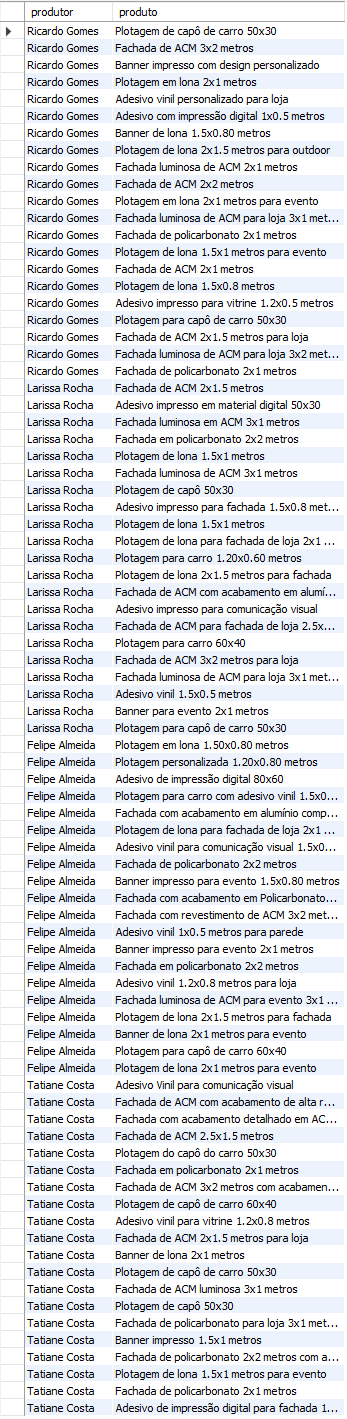 produtor produto
Ricardo Gomes Plotagem de capô de carro 50x30
Ricardo Gomes Fachada de ACM 3x2 metros
Ricardo Gomes Banner impresso com design personalizado
Ricardo Gomes Plotagem em lona 2x1 metros
Ricardo Gomes Adesivo vinil personalizado para loja
Ricardo Gomes Adesivo com impressão digital 1x0.5 metros
Ricardo Gomes Banner de lona 1.5x0.80 metros
Ricardo Gomes Plotagem de lona 2x1.5 metros para outdoor
Ricardo Gomes Fachada luminosa de ACM 2x1 metros
Ricardo Gomes Fachada de ACM 2x2 metros
Ricardo Gomes Plotagem em lona 2x1 metros para evento
Ricardo Gomes Fachada luminosa de ACM para loja 3x1 met...
Ricardo Gomes Fachada de policarbonato 2x1 metros
Ricardo Gomes Plotagem de lona 1.5x1 metros para evento
Ricardo Gomes Fachada de ACM 2x1 metros
Ricardo Gomes Plotagem de lona 1.5x0.8 metros
Ricardo Gomes Adesivo impresso para vitrine 1.2x0.5 metros
Ricardo Gomes Plotagem para capô de carro 50x30
Ricardo Gomes Fachada de ACM 2x1.5 metros para loja
Ricardo Gomes Fachada luminosa de ACM para loja 3x2 met...
Ricardo Gomes Fachada de policarbonato 2x1 metros
Larissa Rocha Fachada de ACM 2x1.5 metros
Larissa Rocha Adesivo impresso em material digital 50x30
Larissa Rocha Fachada luminosa em ACM 3x1 metros
Larissa Rocha Fachada em policarbonato 2x2 metros
Larissa Rocha Plotagem de lona 1.5x1 metros
Larissa Rocha Fachada luminosa de ACM 3x1 metros
Larissa Rocha Plotagem de capô 50x30
Larissa Rocha Adesivo impresso para fachada 1.5x0.8 met...
Larissa Rocha Plotagem de lona 1.5x1 metros
Larissa Rocha Plotagem de lona para fachada de loja 2x1 ...
Larissa Rocha Plotagem para carro 1.20x0.60 metros
Larissa Rocha Plotagem de lona 2x1.5 metros para fachada
Larissa Rocha Fachada de ACM com acabamento em alumí...
Larissa Rocha Adesivo impresso para comunicação visual
Larissa Rocha Fachada de ACM para fachada de loja 2.5x...
Larissa Rocha Plotagem para carro 60x40
Larissa Rocha Fachada de ACM 3x2 metros para loja
Larissa Rocha Fachada luminosa de ACM para loja 3x1 met...
Larissa Rocha Adesivo vinil 1.5x0.5 metros
Larissa Rocha Banner para evento 2x1 metros
Larissa Rocha Plotagem para capô de carro 50x30
Felipe Almeida Plotagem em lona 1.50x0.80 metros
Felipe Almeida Plotagem personalizada 1.20x0.80 metros
Felipe Almeida Adesivo de impressão digital 80x60
Felipe Almeida Plotagem para carro com adesivo vinil 1.5x0...
Felipe Almeida Fachada com acabamento em alumínio comp...
Felipe Almeida Plotagem de lona para fachada de loja 2x1 ...
Felipe Almeida Adesivo vinil para comunicação visual 1.5x0...
Felipe Almeida Fachada de policarbonato 2x2 metros
Felipe Almeida Banner impresso para evento 1.5x0.80 metros
Felipe Almeida Fachada com acabamento em Policarbonato...
Felipe Almeida Fachada com revestimento de ACM 3x2 met...
Felipe Almeida Adesivo vinil 1x0.5 metros para parede
Felipe Almeida Banner impresso para evento 2x1 metros
Felipe Almeida Fachada em policarbonato 2x2 metros
Felipe Almeida Adesivo vinil 1.2x0.8 metros para loja
Felipe Almeida Fachada luminosa de ACM para evento 3x1 ...
Felipe Almeida Plotagem de lona 2x1.5 metros para fachada
Felipe Almeida Banner de lona 2x1 metros para evento
Felipe Almeida Plotagem para capô de carro 60x40
Felipe Almeida Plotagem de lona 2x1 metros para evento
Tatiane Costa Adesivo Vinil para comunicação visual
Tatiane Costa Fachada de ACM com acabamento de alta r...
Tatiane Costa Fachada com acabamento detalhado em AC...
Tatiane Costa Fachada de ACM 2.5x1.5 metros
Tatiane Costa Plotagem do capô do carro 50x30
Tatiane Costa Fachada em policarbonato 2x1 metros
Tatiane Costa Fachada de ACM 3x2 metros com acabamen...
Tatiane Costa Plotagem de capô de carro 60x40
Tatiane Costa Adesivo vinil para vitrine 1.2x0.8 metros
Tatiane Costa Fachada de ACM 2x1.5 metros para loja
Tatiane Costa Banner de lona 2x1 metros
Tatiane Costa Plotagem de capô de carro 50x30
Tatiane Costa Fachada de ACM luminosa 3x1 metros
Tatiane Costa Plotagem de capô 50x30
Tatiane Costa Fachada de policarbonato para loja 3x1 met...
Tatiane Costa Banner impresso 1.5x1 metros
Tatiane Costa Fachada de policarbonato 2x2 metros com a...
Tatiane Costa Plotagem de lona 1.5x1 metros para evento
Tatiane Costa Fachada de policarbonato 2x1 metros
Tatiane Costa Adesivo de impressão digital para fachada 1...